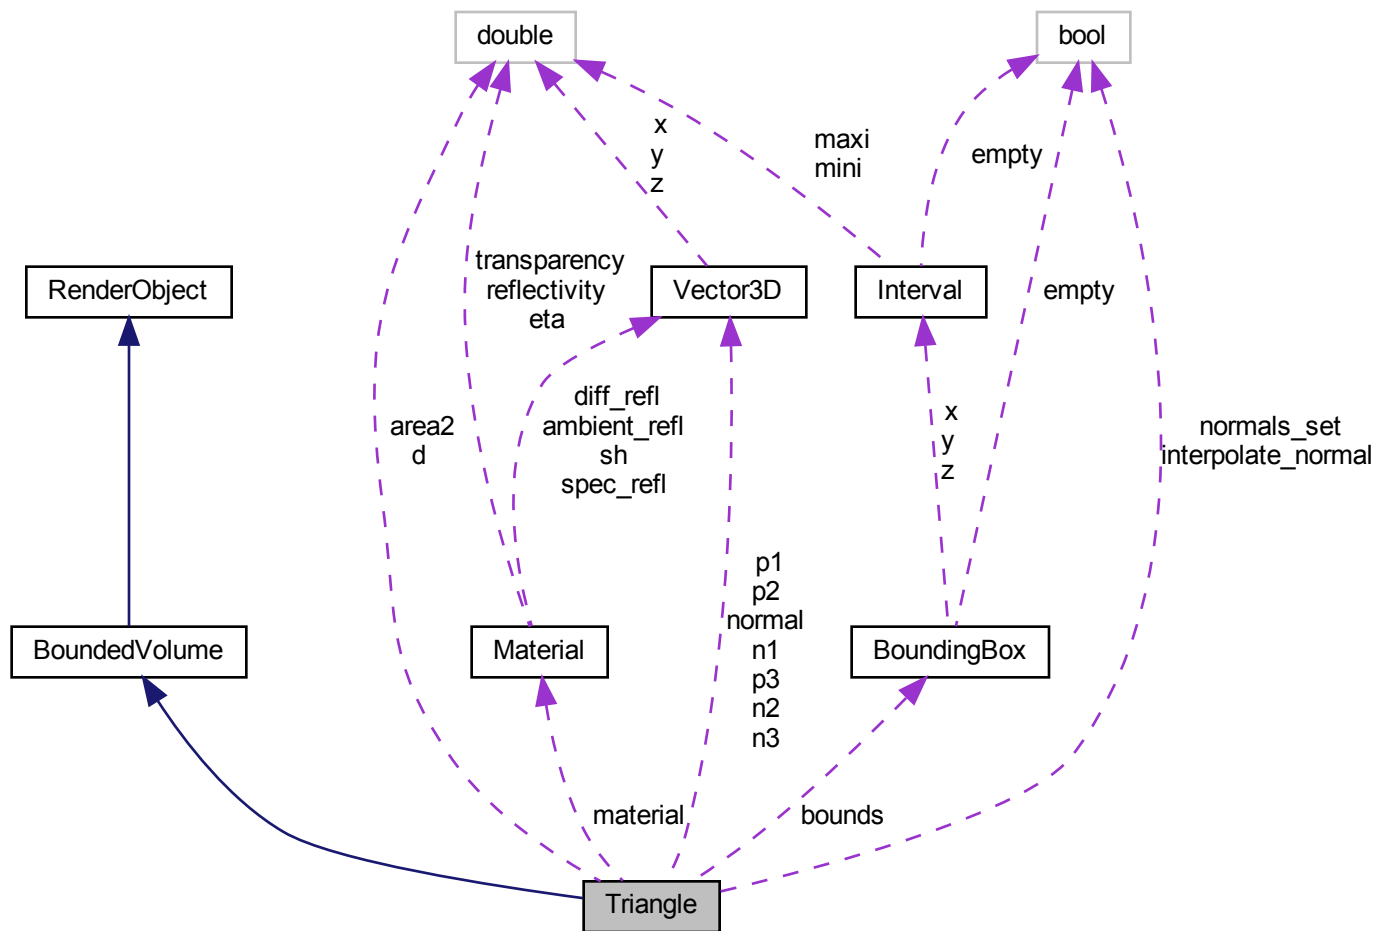 double
bool
x
y
z
maxi
mini
empty
transparency
reflectivity
eta
RenderObject
Vector3D
Interval
empty
diff_refl
ambient_refl
sh
spec_refl
area2
d
x
y
z
normals_set
interpolate_normal
p1
p2
normal
n1
p3
n2
n3
BoundedVolume
Material
BoundingBox
material
bounds
Triangle